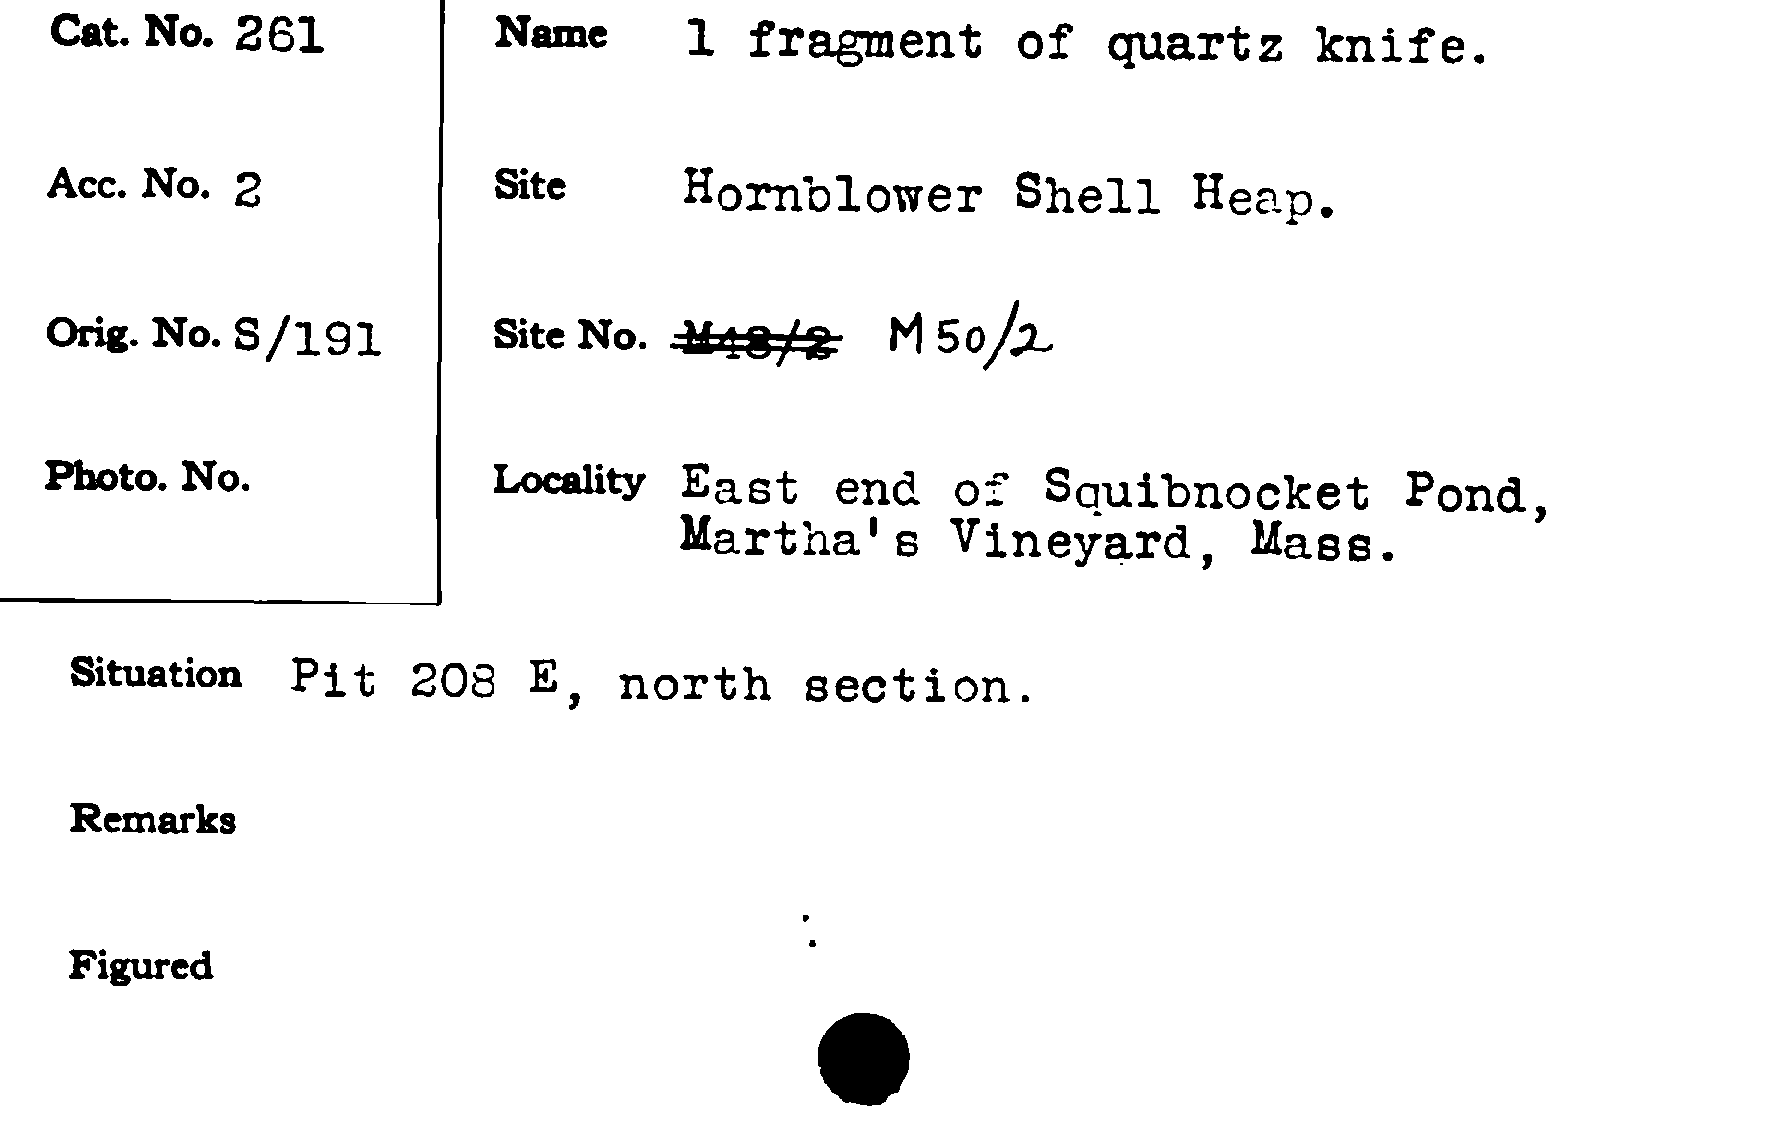 Cat. No. 261
Name 1 fragment of quartz knife.
Acc. No. 2
Site Hornblower Shell Heap.
Orig. No. S/191
Site No. M48/2 M50/2
Photo. No.
Locality East end of Squibnocket Pond,
Martha's Vineyard, Mass.
Situation Pit 208 E, north section.
Remarks
Figured